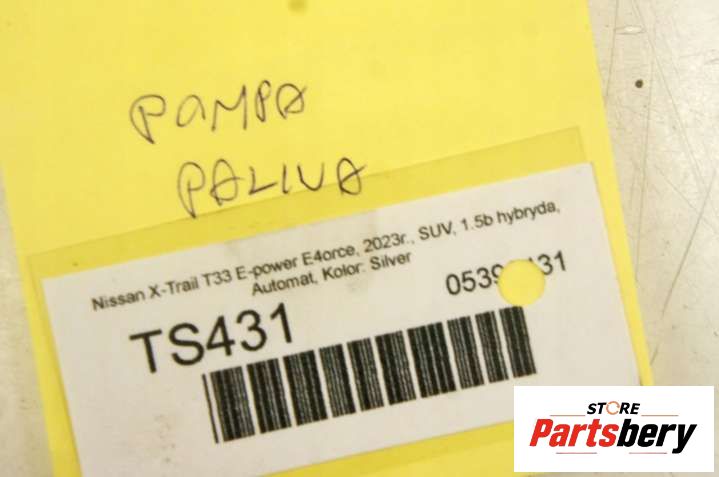 POMPA
PALIWA
Nissan X-Trail T33 E-power E4orce, 2023r., SUV, 1.5b hybryda,
Automat, Kolor: Silver
TS431
STORE
Partsbery